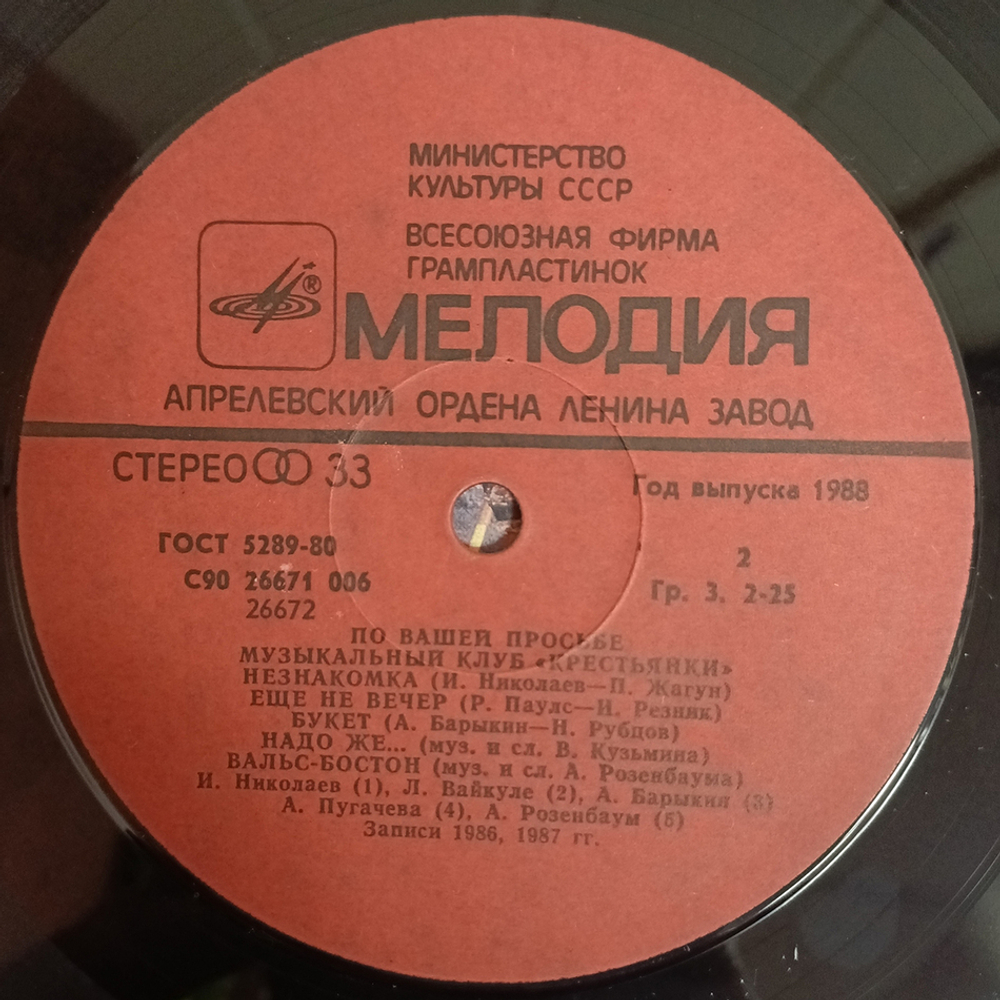 МИНИСТЕРСТВО
КУЛЬТУРЫ СССР
ВСЕСОЮЗНАЯ ФИРМА
ГРАМПЛАСТИНОК
®
МЕЛОДИЯ
АПРЕЛЕВСКИЙ ОРДЕНА ЛЕНИНА ЗАВОД
СТЕРЕО 33
Год выпуска 1988
ГОСТ 5289-80
2
С90 26671 006
Гр. 3. 2-25
26672
ПО ВАШЕЙ ПРОСЬБЕ
МУЗЫКАЛЬНЫЙ КЛУБ «КРЕСТЬЯНКИ»
НЕЗНАКОМКА (И. Николаев—П. Жагун)
ЕЩЕ НЕ ВЕЧЕР (Р. Паулс—И. Резник)
БУКЕТ (А. Барыкин—Н. Рубцов)
НАДО ЖЕ... (муз. и сл. В. Кузьмина)
ВАЛЬС-БОСТОН (муз. и сл. А. Розенбаума)
И. Николаев (1), Л. Вайкуле (2), А. Барыкин (3)
А. Пугачева (4), А. Розенбаум (5)
Записи 1986, 1987 гг.